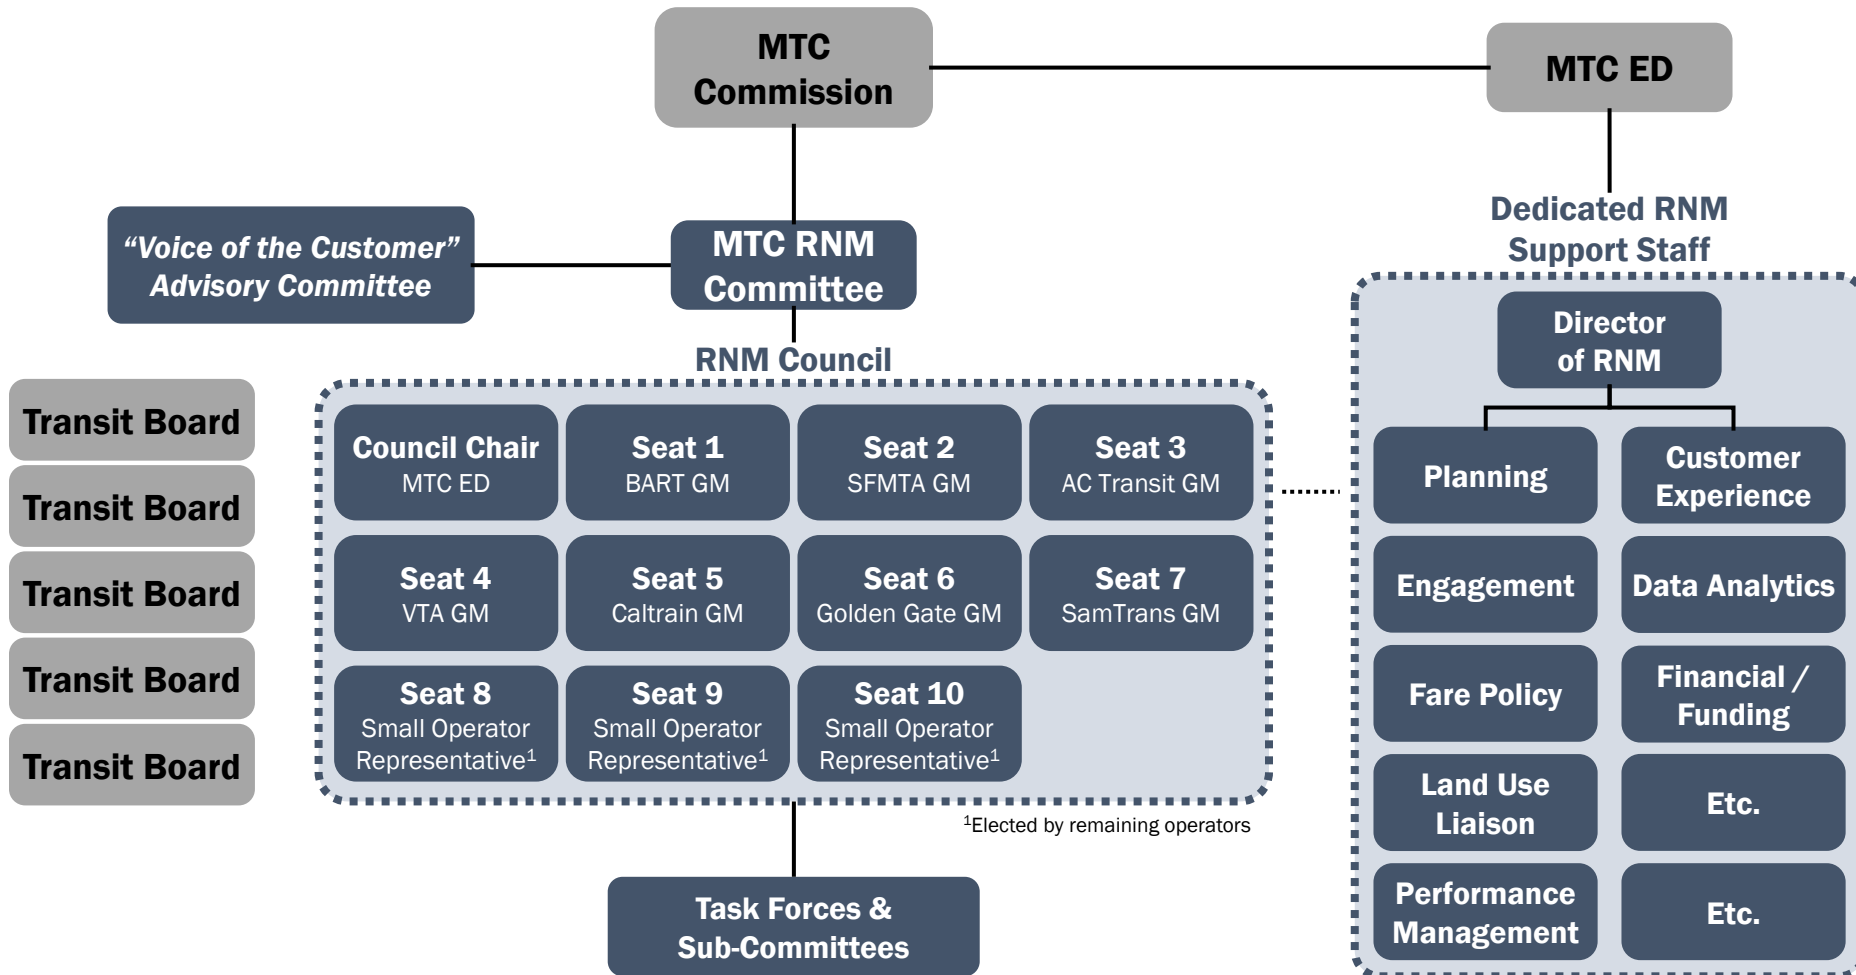 MTC
Commission
MTC ED
“Voice of the Customer”
Advisory Committee
MTC RNM
Committee
Dedicated RNM
Support Staff
RNM Council
Transit Board
Transit Board
Transit Board
Transit Board
Transit Board
Council Chair
MTC ED
Seat 1
BART GM
Seat 2
SFMTA GM
Seat 3
AC Transit GM
Seat 4
VTA GM
Seat 5
Caltrain GM
Seat 6
Golden Gate GM
Seat 7
SamTrans GM
Seat 8
Small Operator
Representative¹
Seat 9
Small Operator
Representative¹
Seat 10
Small Operator
Representative¹
¹Elected by remaining operators
Task Forces &
Sub-Committees
Director
of RNM
Planning
Customer
Experience
Engagement
Data Analytics
Fare Policy
Financial /
Funding
Land Use
Liaison
Etc.
Performance
Management
Etc.